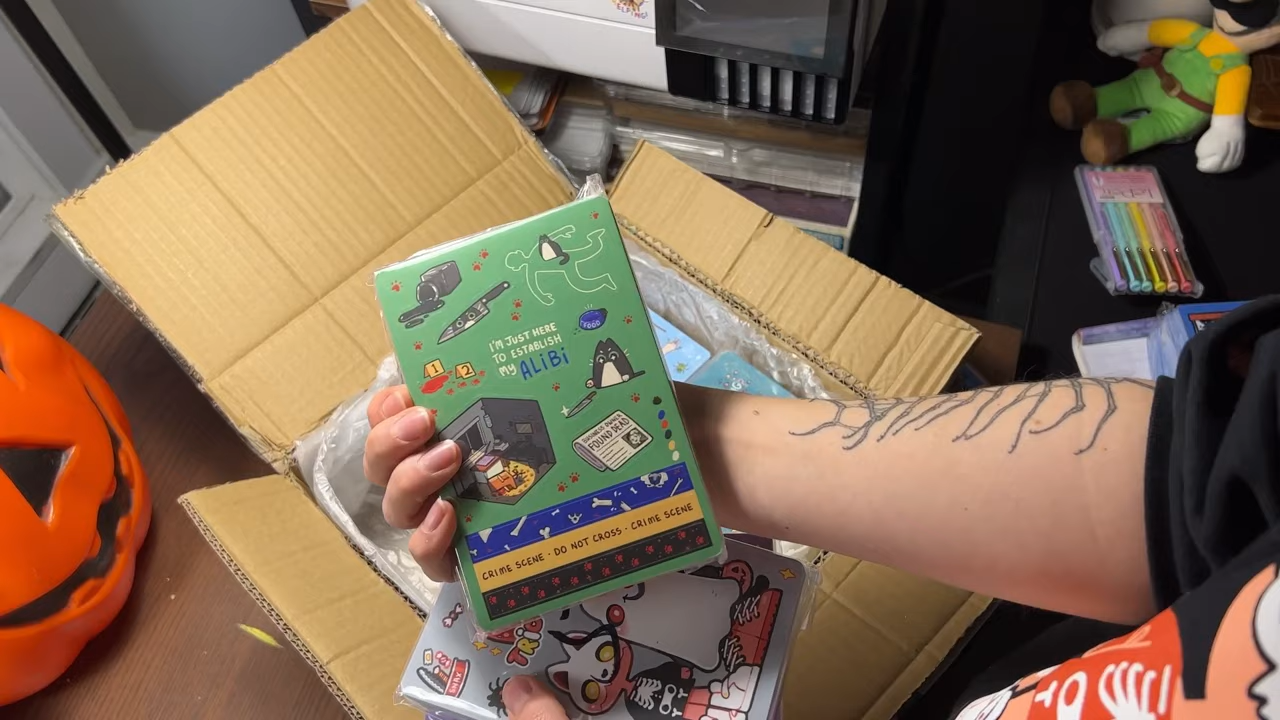 I'M JUST HERE
TO ESTABLISH
MY ALIBI
FOOD
1
2
FOUND DEAD
CRIME SCENE · DO NOT CROSS · CRIME SCENE